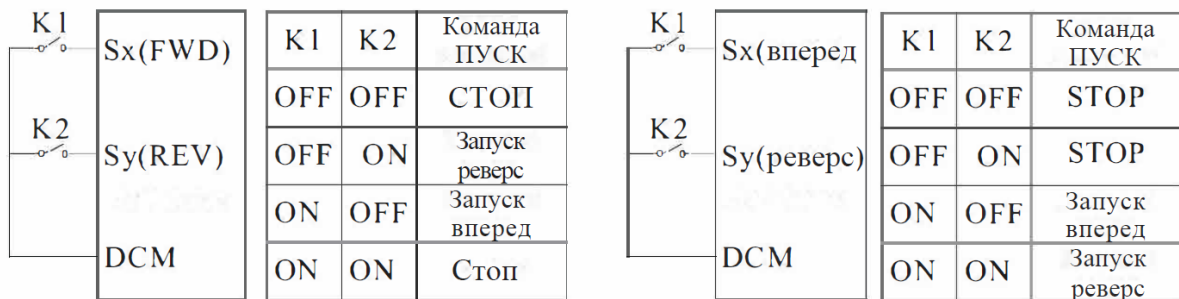 K1
Sx(FWD)
K2
Sy(REV)
DCM
K1 K2 Команда
ПУСК
OFF OFF СТОП
OFF ON Запуск
реверс
ON OFF Запуск
вперед
ON ON Стоп
K1
Sx(вперед
K2
Sy(реверс)
DCM
K1 K2 Команда
ПУСК
OFF OFF STOP
OFF ON STOP
ON OFF Запуск
вперед
ON ON Запуск
реверс